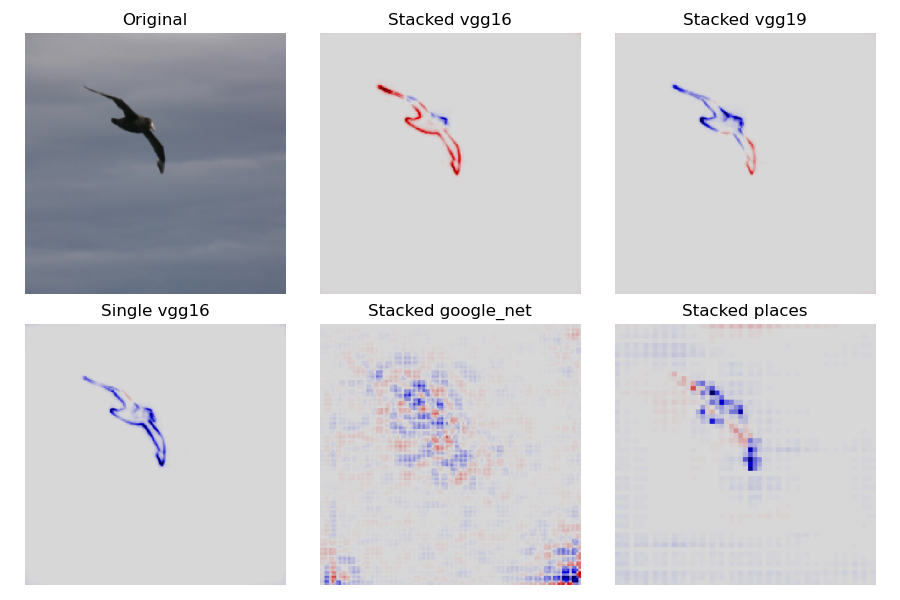 Original
Stacked vgg16
Stacked vgg19
Single vgg16
Stacked google_net
Stacked places